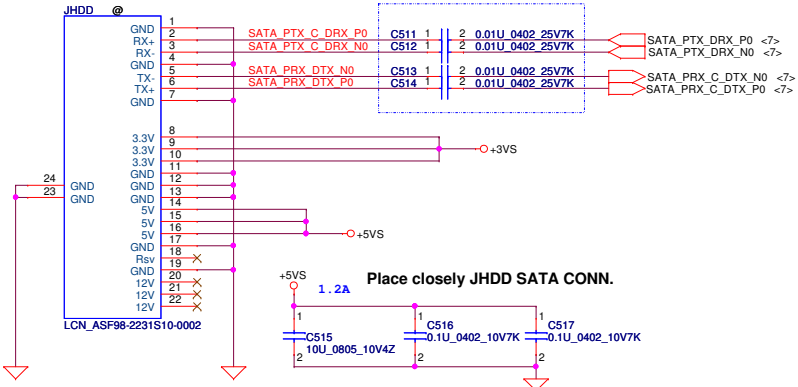 JHDD @
GND 1
RX+ 2 SATA_PTX_C_DRX_P0 C511 1 2 0.01U_0402_25V7K SATA_PTX_DRX_P0 <7>
RX- 3 SATA_PTX_C_DRX_N0 C512 1 2 0.01U_0402_25V7K SATA_PTX_DRX_N0 <7>
GND 4
TX- 5 SATA_PRX_DTX_N0 C513 1 2 0.01U_0402_25V7K SATA_PRX_C_DTX_N0 <7>
TX+ 6 SATA_PRX_DTX_P0 C514 1 2 0.01U_0402_25V7K SATA_PRX_C_DTX_P0 <7>
GND 7
3.3V 8
3.3V 9 +3VS
3.3V 10
GND 11
24 GND GND 12
23 GND GND 13
5V 14
5V 15
5V 16 +5VS
GND 17
Rsv 18
GND 19
12V 20
12V 21
12V 22
LCN_ASF98-2231S10-0002
+5VS
1.2A
Place closely JHDD SATA CONN.
1 C515 10U_0805_10V4Z 2
1 C516 0.1U_0402_10V7K 2
1 C517 0.1U_0402_10V7K 2